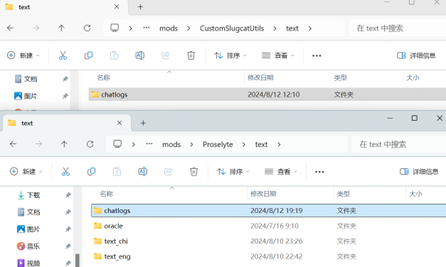 text
mods
CustomSlugcatUtils
text
在 text 中搜索
新建
排序
查看
详细信息
文档
图片
名称
修改日期
类型
大小
chatlogs
2024/8/12 12:10
文件夹
text
mods
Proselyte
text
在 text 中搜索
新建
排序
查看
详细信息
下载
文档
图片
音乐
视频
名称
修改日期
类型
大小
chatlogs
2024/8/12 19:19
文件夹
oracle
2024/7/16 9:10
文件夹
text_chi
2024/8/10 23:26
文件夹
text_eng
2024/8/10 22:42
文件夹